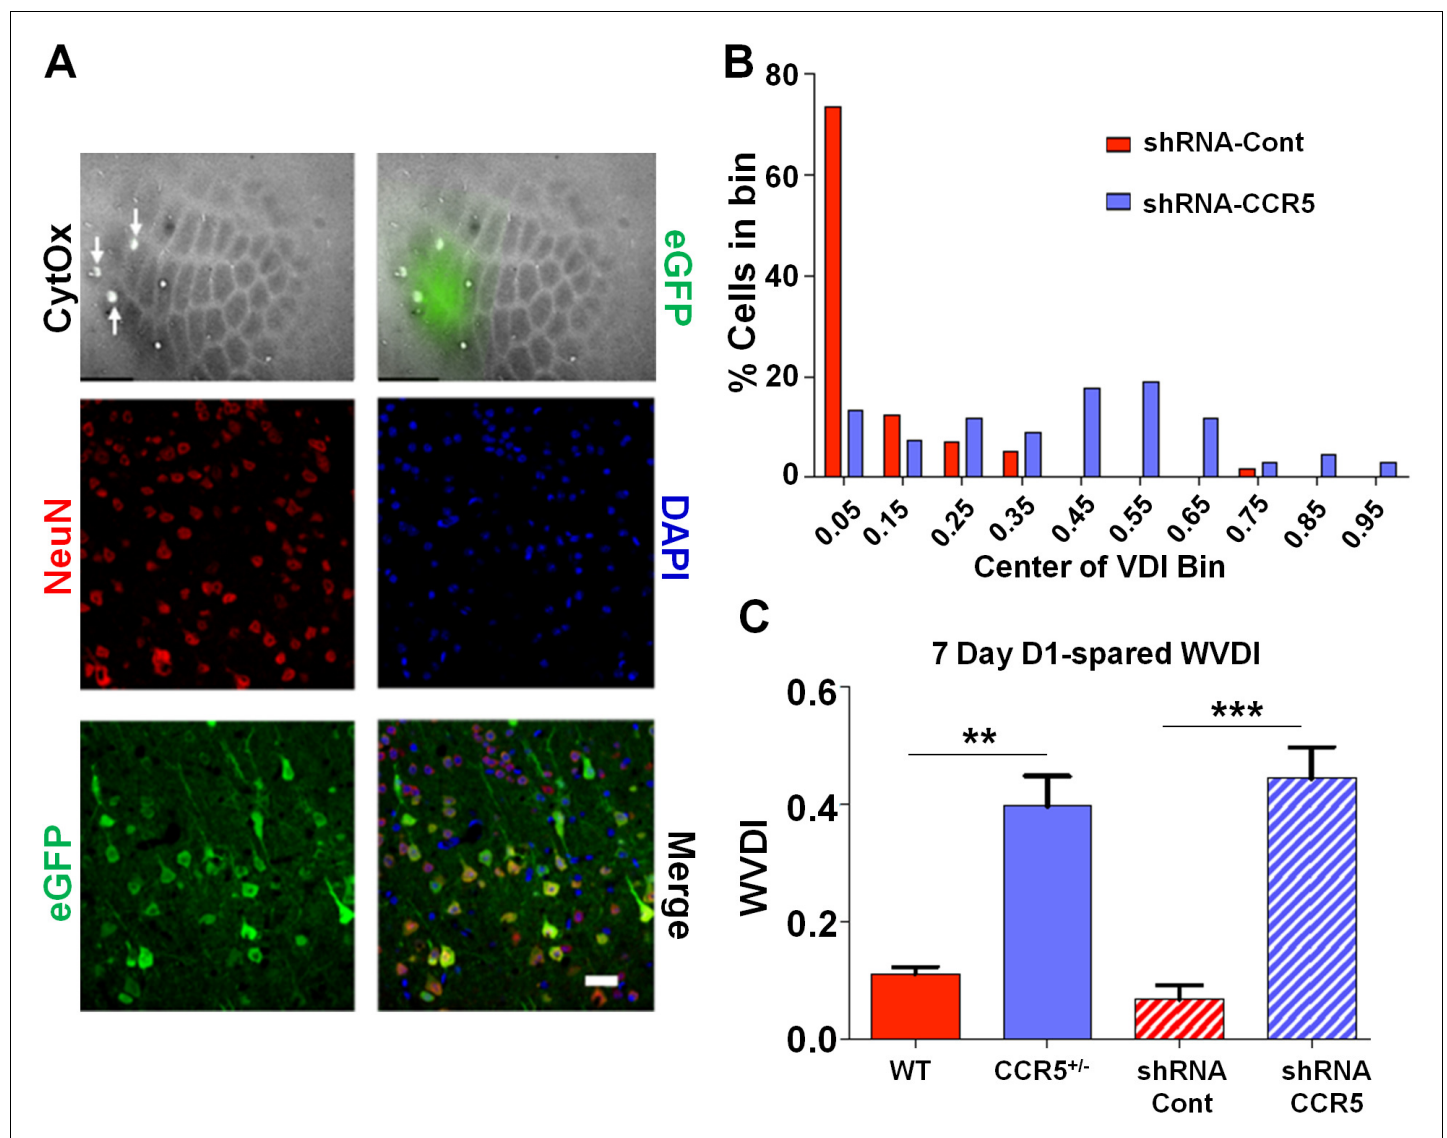 A
CytOx
eGFP
NeuN
DAPI
eGFP
Merge
B
80
60
40
20
0
% Cells in bin
shRNA-Cont
shRNA-CCR5
0.05 0.15 0.25 0.35 0.45 0.55 0.65 0.75 0.85 0.95
Center of VDI Bin
C
7 Day D1-spared WVDI
0.6
0.4
0.2
0.0
WVDI
**
***
WT
CCR5+/-
shRNA
Cont
shRNA
CCR5